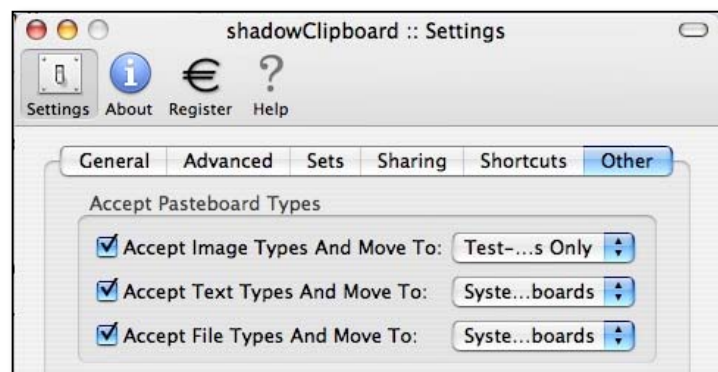 shadowClipboard :: Settings
Settings About Register Help
General Advanced Sets Sharing Shortcuts Other
Accept Pasteboard Types
Accept Image Types And Move To: Test-...s Only
Accept Text Types And Move To: Syste...boards
Accept File Types And Move To: Syste...boards